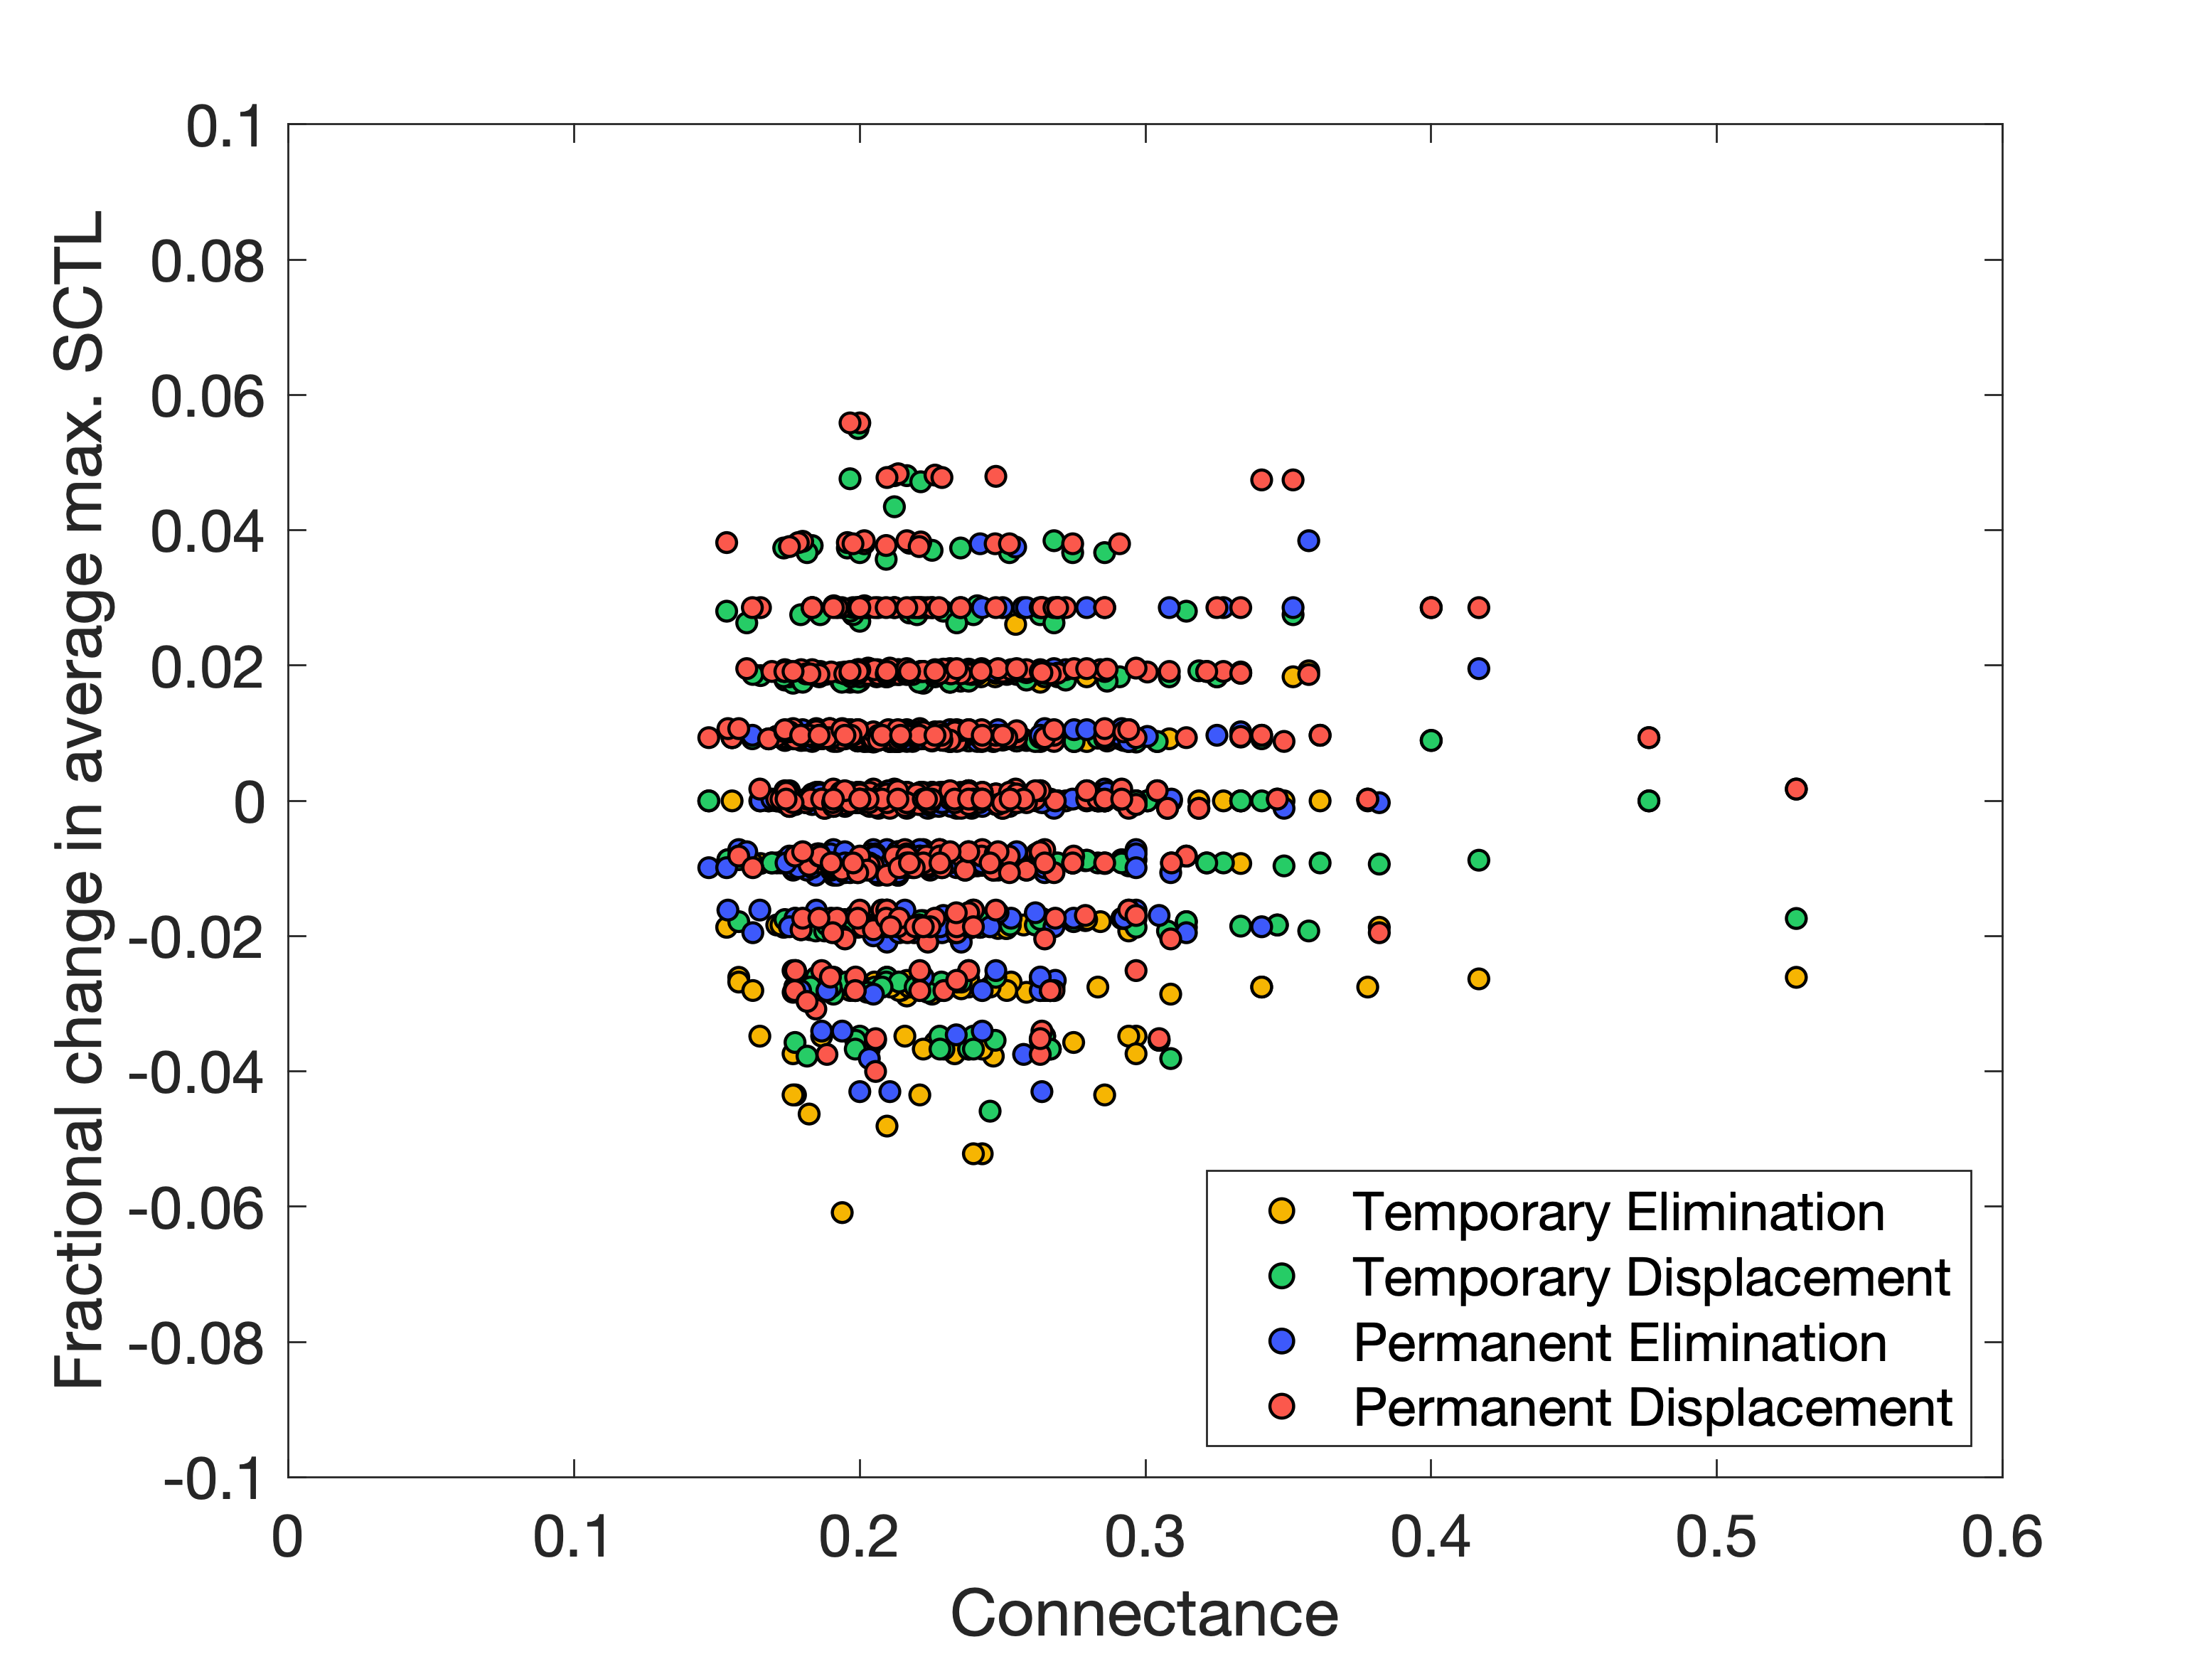 Fractional change in average max. SCTL
0.1
0.08
0.06
0.04
0.02
0
-0.02
-0.04
-0.06
-0.08
-0.1
Temporary Elimination
Temporary Displacement
Permanent Elimination
Permanent Displacement
0 0.1 0.2 0.3 0.4 0.5 0.6
Connectance